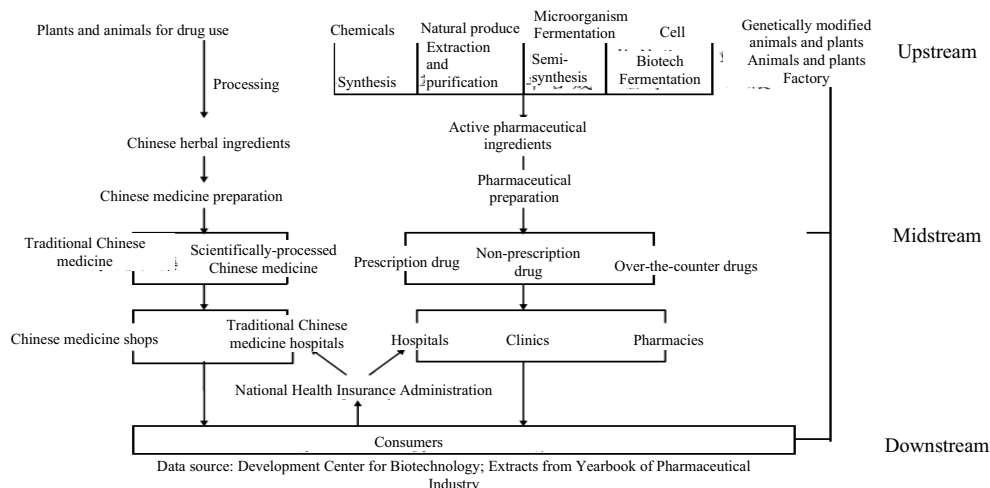 Plants and animals for drug use
Chemicals
Natural produce
Microorganism
Fermentation
Cell
Genetically modified
animals and plants
Animals and plants
Factory
Upstream
Synthesis
Extraction
and
purification
Semi-
synthesis
Biotech
Fermentation
Processing
Chinese herbal ingredients
Active pharmaceutical
ingredients
Chinese medicine preparation
Pharmaceutical
preparation
Traditional Chinese
medicine
Scientifically-processed
Chinese medicine
Prescription drug
Non-prescription
drug
Over-the-counter drugs
Midstream
Chinese medicine shops
Traditional Chinese
medicine hospitals
Hospitals
Clinics
Pharmacies
National Health Insurance Administration
Consumers
Downstream
Data source: Development Center for Biotechnology; Extracts from Yearbook of Pharmaceutical
Industry